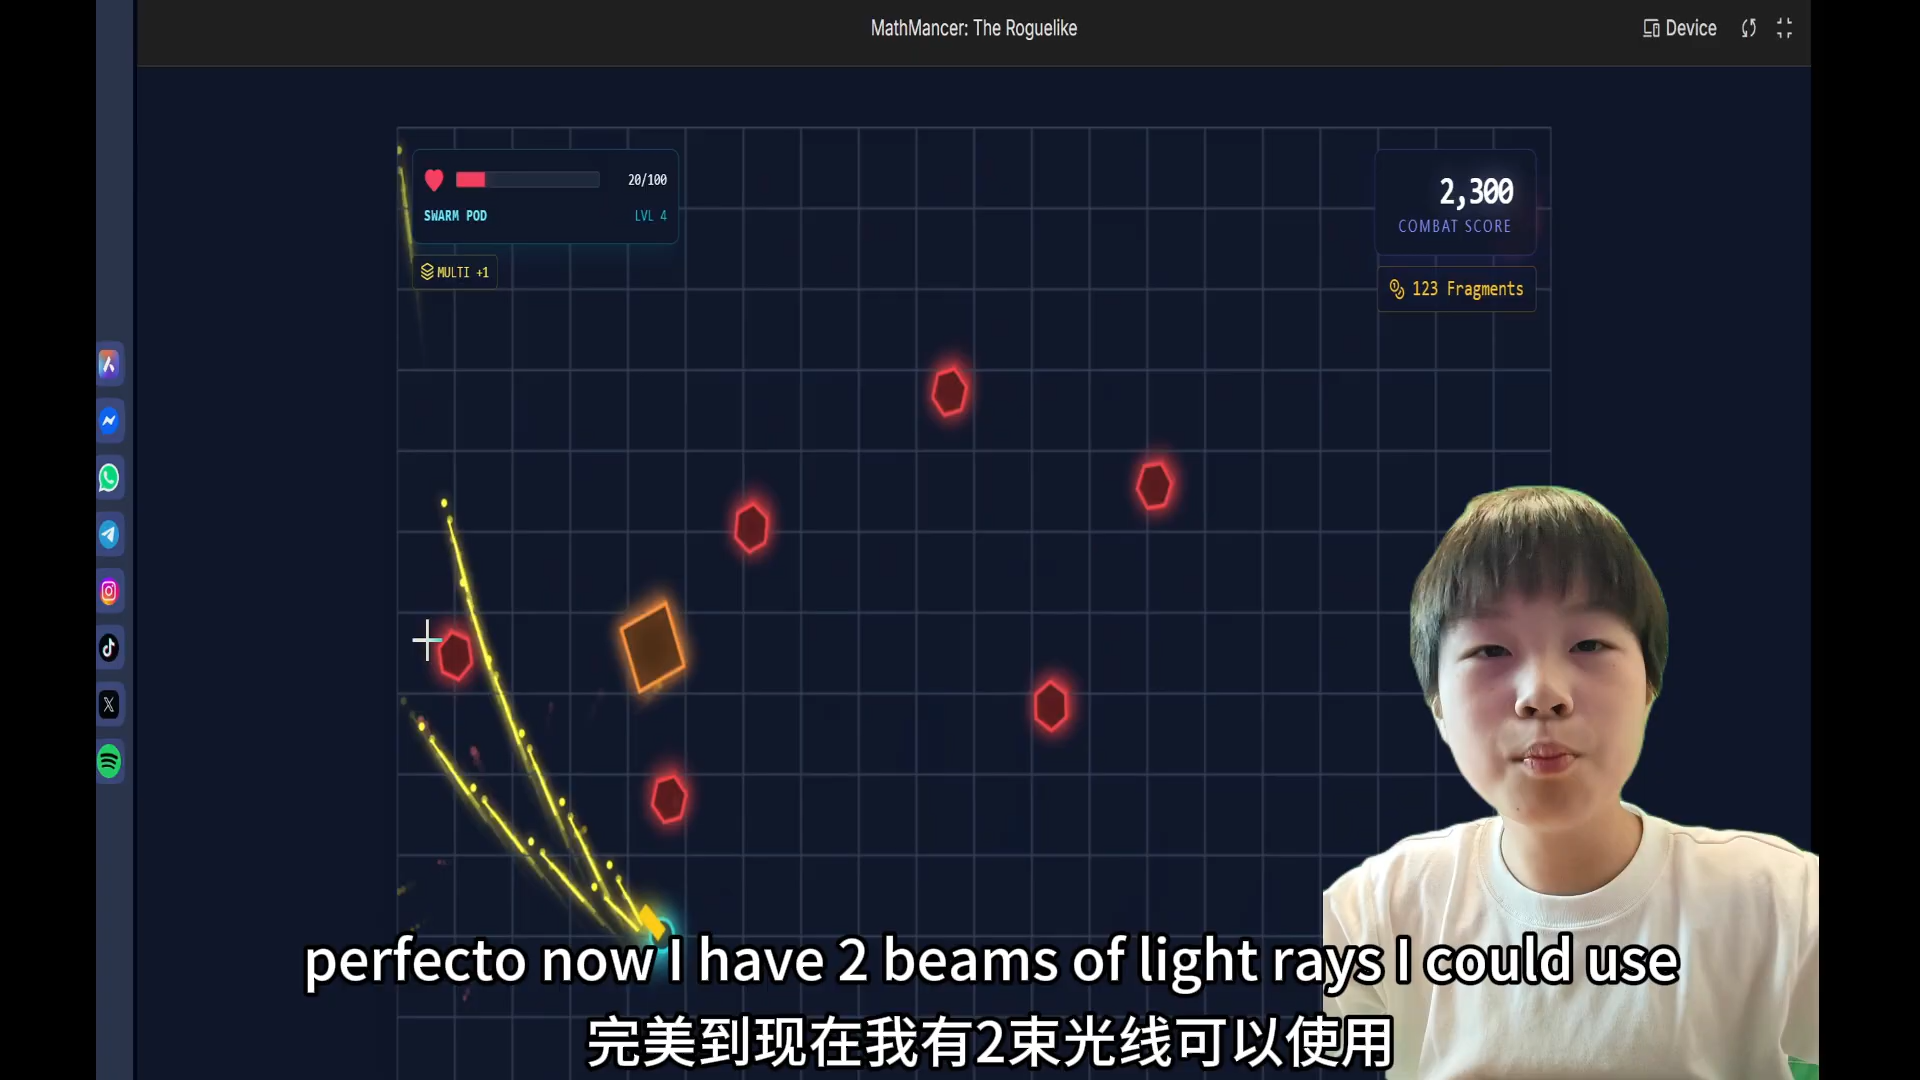 MathMancer: The Roguelike
Device
20/100
SWARM POD
LVL 4
MULTI +1
2,300
COMBAT SCORE
123 Fragments
perfecto now I have 2 beams of light rays I could use
完美到现在我有2束光线可以使用